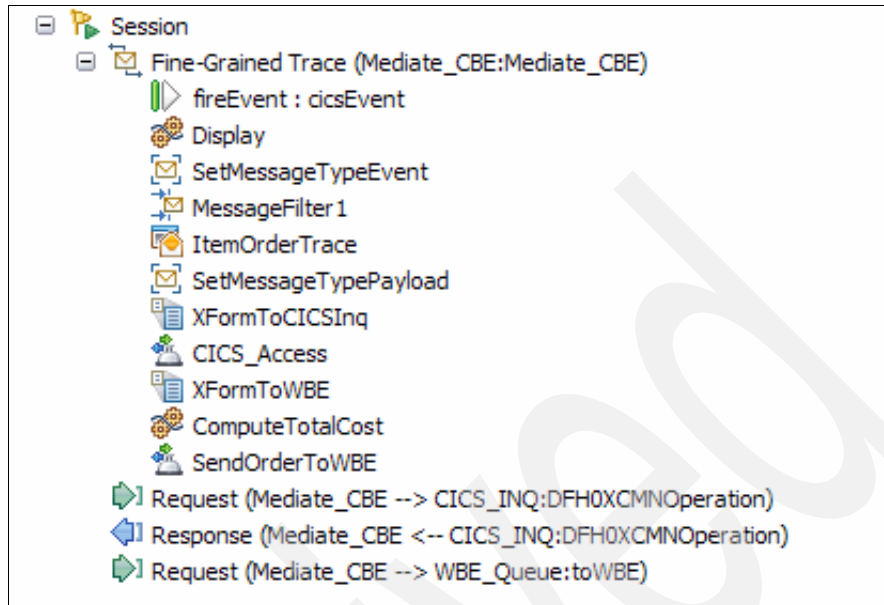 Session
Fine-Grained Trace (Mediate_CBE:Mediate_CBE)
fireEvent : cicsEvent
Display
SetMessageTypeEvent
MessageFilter1
ItemOrderTrace
SetMessageTypePayload
XFormToCICSInq
CICS_Access
XFormToWBE
ComputeTotalCost
SendOrderToWBE
Request (Mediate_CBE --> CICS_INQ:DFH0XCMNOperation)
Response (Mediate_CBE <-- CICS_INQ:DFH0XCMNOperation)
Request (Mediate_CBE --> WBE_Queue:toWBE)